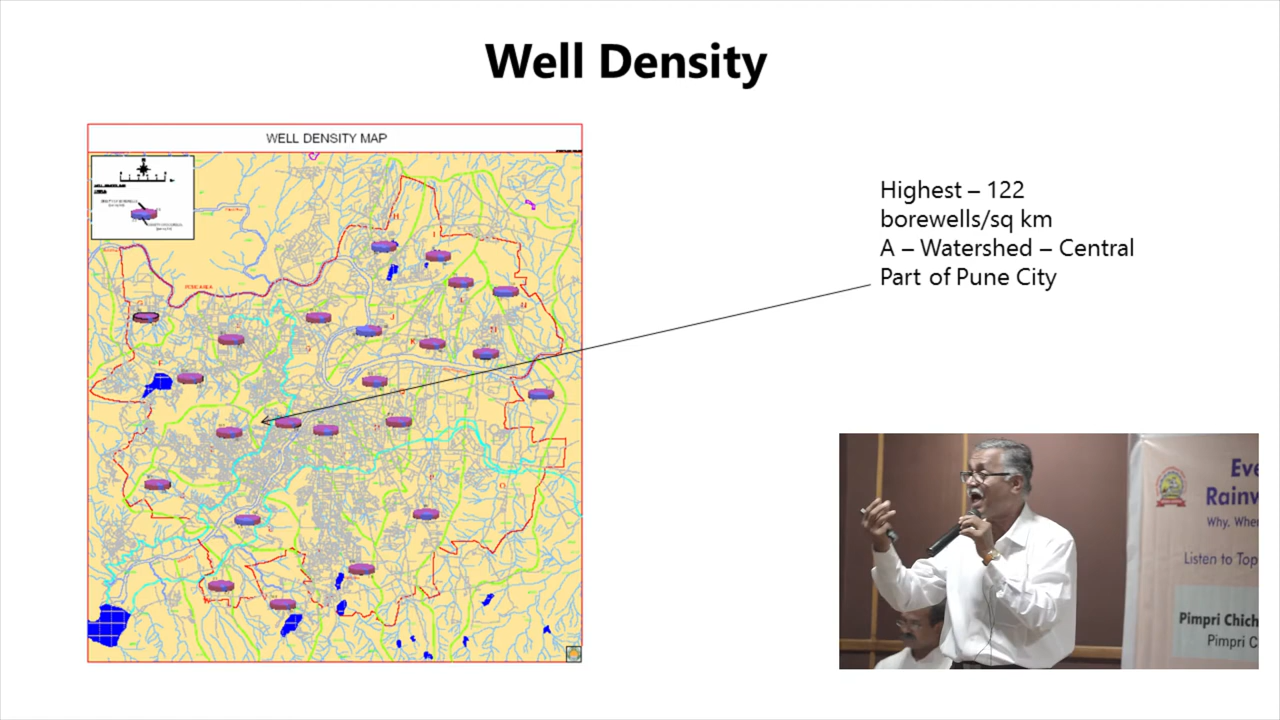 Well Density
WELL DENSITY MAP
H
G
J
K
Highest – 122
borewells/sq km
A – Watershed – Central
Part of Pune City
Eve
Rainw
Why, Whe
Listen to Top
Pimpri Chich
Pimpri C